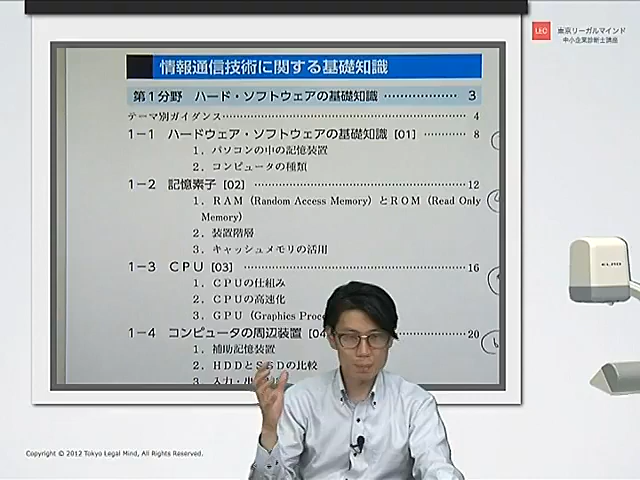 LEC 東京リーガルマインド
中小企業診断士講座
情報通信技術に関する基礎知識
第1分野 ハード・ソフトウェアの基礎知識 ……………… 3
テーマ別ガイダンス …… 4
1−1 ハードウェア・ソフトウェアの基礎知識 [01] ………… 8
1．パソコンの中の記憶装置
2．コンピュータの種類
1−2 記憶素子 [02] …… 12
1．RAM（Random Access Memory）とROM（Read Only
Memory）
2．装置階層
3．キャッシュメモリの活用
1−3 CPU [03] …… 16
1．CPUの仕組み
2．CPUの高速化
3．GPU（Graphics Proc
1−4 コンピュータの周辺装置 [04 …… 20
1．補助記憶装置
2．HDDとSSDの比較
3．入力・出
ELMO
Copyright © 2012 Tokyo Legal Mind, All Rights Reserved.